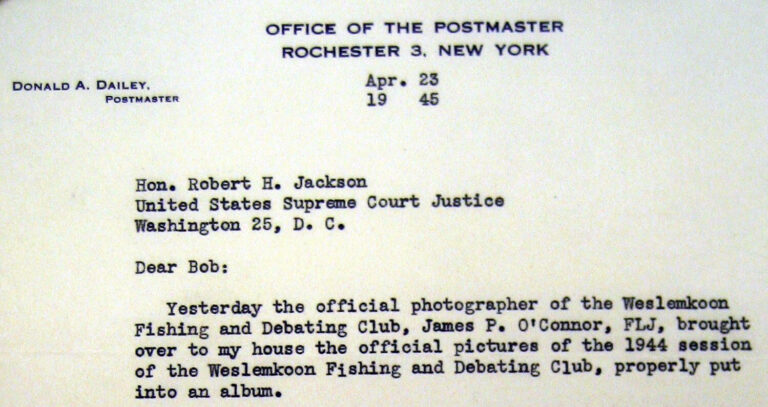 OFFICE OF THE POSTMASTER
ROCHESTER 3, NEW YORK
DONALD A. DAILEY,
POSTMASTER
Apr. 23
19 45
Hon. Robert H. Jackson
United States Supreme Court Justice
Washington 25, D. C.
Dear Bob:
Yesterday the official photographer of the Weslemkoon
Fishing and Debating Club, James P. O'Connor, FLJ, brought
over to my house the official pictures of the 1944 session
of the Weslemkoon Fishing and Debating Club, properly put
into an album.